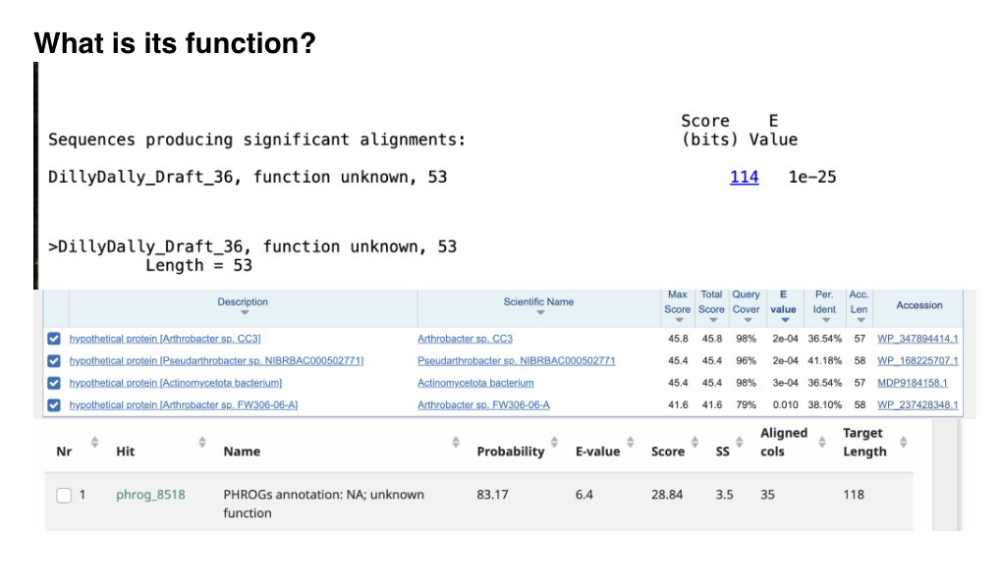 What is its function?
Score E
Sequences producing significant alignments: (bits) Value
DillyDally_Draft_36, function unknown, 53 114 1e-25
>DillyDally_Draft_36, function unknown, 53
Length = 53
Description Scientific Name Max Score Total Score Query Cover E value Per. Ident Acc. Len Accession
hypothetical protein [Arthrobacter sp. CC3] Arthrobacter sp. CC3 45.8 45.8 98% 2e-04 36.54% 57 WP_347894414.1
hypothetical protein [Pseudarthrobacter sp. NIBRBAC000502771] Pseudarthrobacter sp. NIBRBAC000502771 45.4 45.4 96% 2e-04 41.18% 58 WP_168225707.1
hypothetical protein [Actinomycetota bacterium] Actinomycetota bacterium 45.4 45.4 98% 3e-04 36.54% 57 MDP9184158.1
hypothetical protein [Arthrobacter sp. FW306-06-A] Arthrobacter sp. FW306-06-A 41.6 41.6 79% 0.010 38.10% 58 WP_237428348.1
Nr Hit Name Probability E-value Score SS Aligned cols Target Length
1 phrog_8518 PHROGs annotation: NA; unknown function 83.17 6.4 28.84 3.5 35 118